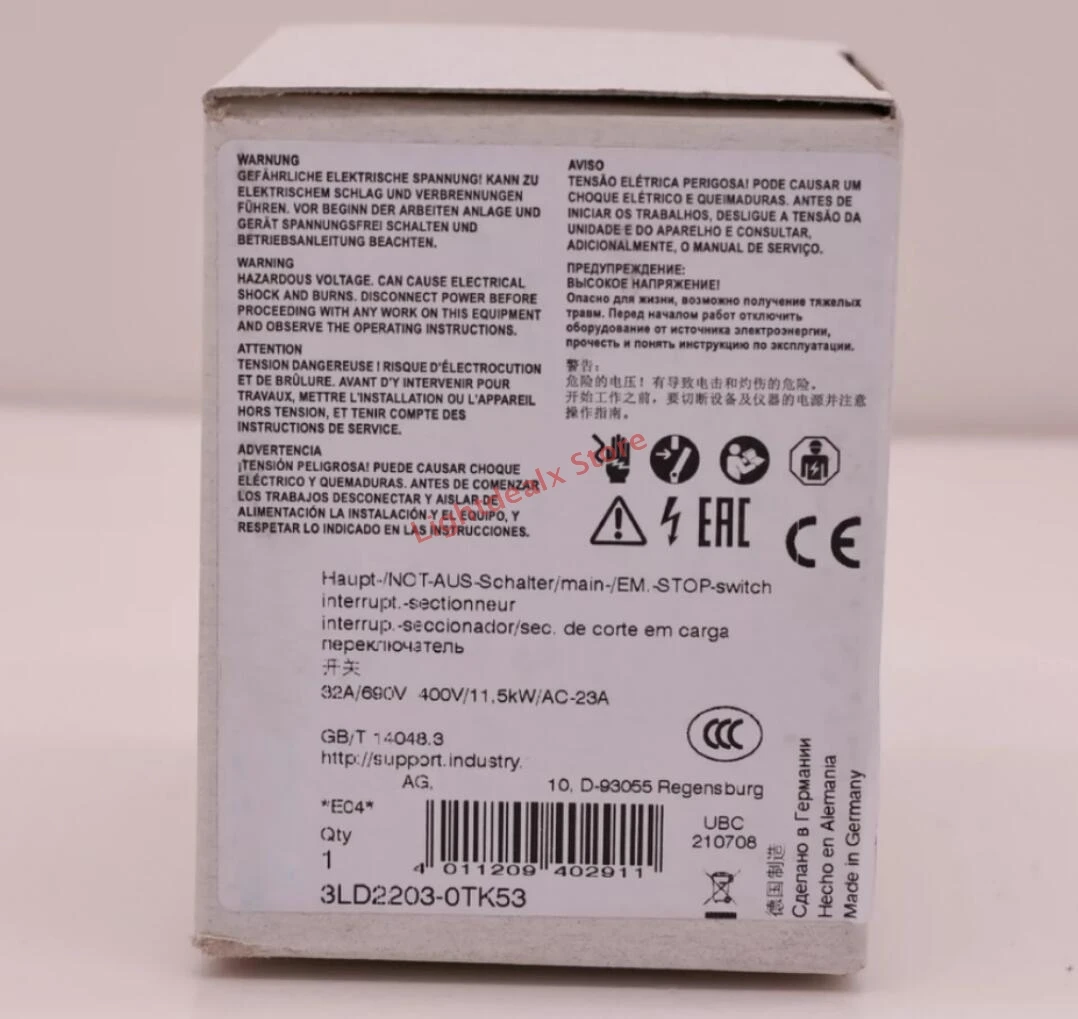 WARNUNG
GEFÄHRLICHE ELEKTRISCHE SPANNUNG! KANN ZU
ELEKTRISCHEM SCHLAG UND VERBRENNUNGEN
FÜHREN. VOR BEGINN DER ARBEITEN ANLAGE UND
GERÄT SPANNUNGSFREI SCHALTEN UND
BETRIEBSANLEITUNG BEACHTEN.
WARNING
HAZARDOUS VOLTAGE. CAN CAUSE ELECTRICAL
SHOCK AND BURNS. DISCONNECT POWER BEFORE
PROCEEDING WITH ANY WORK ON THIS EQUIPMENT
AND OBSERVE THE OPERATING INSTRUCTIONS.
ATTENTION
TENSION DANGEREUSE ! RISQUE D'ÉLECTROCUTION
ET DE BRÛLURE. AVANT D'Y INTERVENIR POUR
TRAVAUX, METTRE L'INSTALLATION OU L'APPAREIL
HORS TENSION, ET TENIR COMPTE DES
INSTRUCTIONS DE SERVICE.
ADVERTENCIA
¡TENSIÓN PELIGROSA! PUEDE CAUSAR CHOQUE
ELÉCTRICO Y QUEMADURAS. ANTES DE COMENZAR
LOS TRABAJOS DESCONECTAR Y AISLAR DE
ALIMENTACIÓN LA INSTALACIÓN Y EL EQUIPO, Y
RESPETAR LO INDICADO EN LAS INSTRUCCIONES.
AVISO
TENSÃO ELÉTRICA PERIGOSA! PODE CAUSAR UM
CHOQUE ELÉTRICO E QUEIMADURAS. ANTES DE
INICIAR OS TRABALHOS, DESLIGUE A TENSÃO DA
UNIDADE E DO APARELHO E CONSULTAR,
ADICIONALMENTE, O MANUAL DE SERVIÇO.
ПРЕДУПРЕЖДЕНИЕ:
ВЫСОКОЕ НАПРЯЖЕНИЕ!
Опасно для жизни, возможно получение тяжелых
травм. Перед началом работ отключить
оборудование от источника электроэнергии,
прочесть и понять инструкцию по эксплуатации.
警告:
危险的电压! 有导致电击和灼伤的危险。
开始工作之前, 要切断设备及仪器的电源并注意
操作指南。
Lightdealx Store
EAC
CE
Haupt-/NOT-AUS-Schalter/main-/EM.-STOP-switch
interrupt.-sectionneur
interrup.-seccionador/sec. de corte em carga
переключатель
开关
32A/690V 400V/11,5kW/AC-23A
GB/T 14048.3
http://support.industry.
AG, 10, D-93055 Regensburg
CCC
*E04*
Qty
1
4 011209 402911
3LD2203-0TK53
UBC
210708
德国制造
Сделано в Германии
Hecho en Alemania
Made in Germany